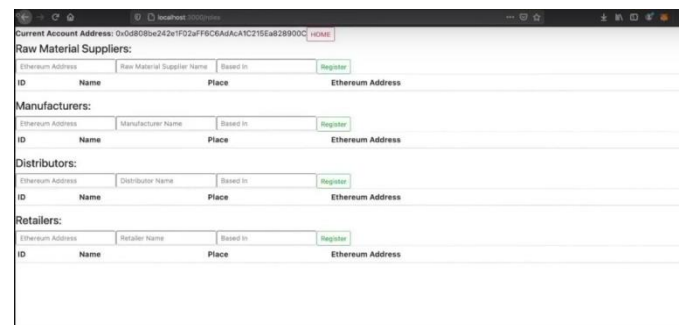 localhost:3000/roles
Current Account Address: 0x0d808be242e1F02aFF6C6AdAcA1C215Ea828900C HOME
Raw Material Suppliers:
Ethereum Address Raw Material Supplier Name Based In Register
ID Name Place Ethereum Address
Manufacturers:
Ethereum Address Manufacturer Name Based In Register
ID Name Place Ethereum Address
Distributors:
Ethereum Address Distributor Name Based In Register
ID Name Place Ethereum Address
Retailers:
Ethereum Address Retailer Name Based In Register
ID Name Place Ethereum Address